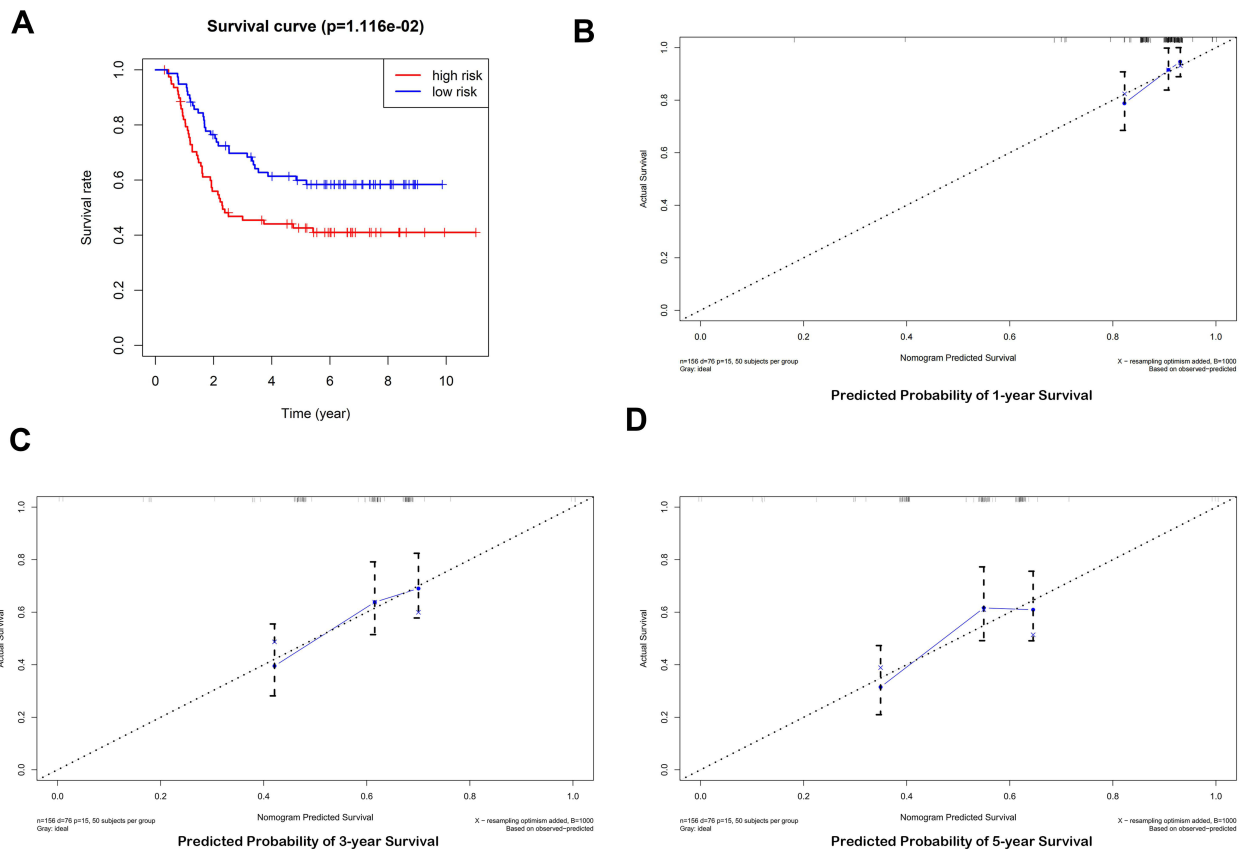 A
Survival curve (p=1.116e-02)
high risk
low risk
Survival rate
1.0
0.8
0.6
0.4
0.2
0.0
0 2 4 6 8 10
Time (year)
B
Actual Survival
1.0
0.8
0.6
0.4
0.2
0.0
0.0 0.2 0.4 0.6 0.8 1.0
Nomogram Predicted Survival
n=156 d=76 p=15, 50 subjects per group
Gray: ideal
X − resampling optimism added, B=1000
Based on observed−predicted
Predicted Probability of 1-year Survival
C
Actual Survival
1.0
0.8
0.6
0.4
0.2
0.0
0.0 0.2 0.4 0.6 0.8 1.0
Nomogram Predicted Survival
n=156 d=76 p=15, 50 subjects per group
Gray: ideal
X − resampling optimism added, B=1000
Based on observed−predicted
Predicted Probability of 3-year Survival
D
Actual Survival
1.0
0.8
0.6
0.4
0.2
0.0
0.0 0.2 0.4 0.6 0.8 1.0
Nomogram Predicted Survival
n=156 d=76 p=15, 50 subjects per group
Gray: ideal
X − resampling optimism added, B=1000
Based on observed−predicted
Predicted Probability of 5-year Survival